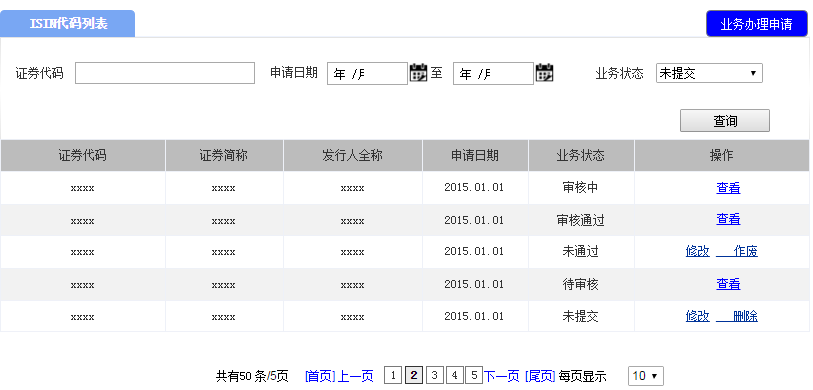 ISIN代码列表 业务办理申请
证券代码 申请日期 年 /月 至 年 /月 业务状态 未提交
查询
证券代码 证券简称 发行人全称 申请日期 业务状态 操作
xxxx xxxx xxxx 2015.01.01 审核中 查看
xxxx xxxx xxxx 2015.01.01 审核通过 查看
xxxx xxxx xxxx 2015.01.01 未通过 修改 作废
xxxx xxxx xxxx 2015.01.01 待审核 查看
xxxx xxxx xxxx 2015.01.01 未提交 修改 删除
共有50 条/5页 [首页] 上一页 1 2 3 4 5 下一页 [尾页] 每页显示 10